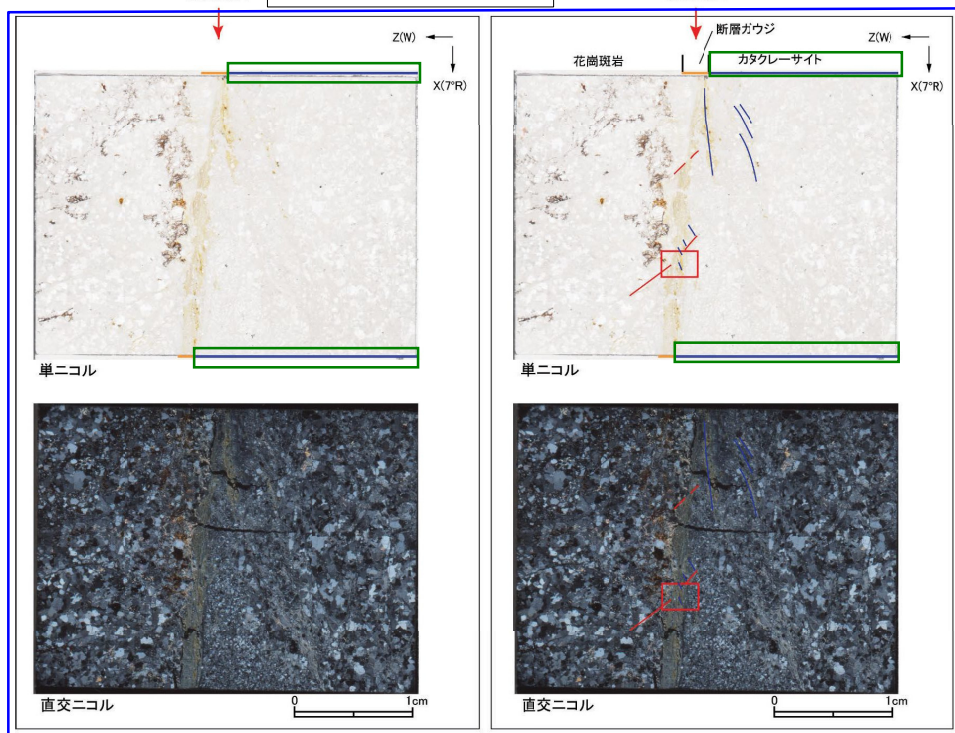 Z(W)
X(7°R)
単ニコル
直交ニコル
0 1cm
断層ガウジ
Z(W)
花崗斑岩
カタクレーサイト
X(7°R)
単ニコル
直交ニコル
0 1cm